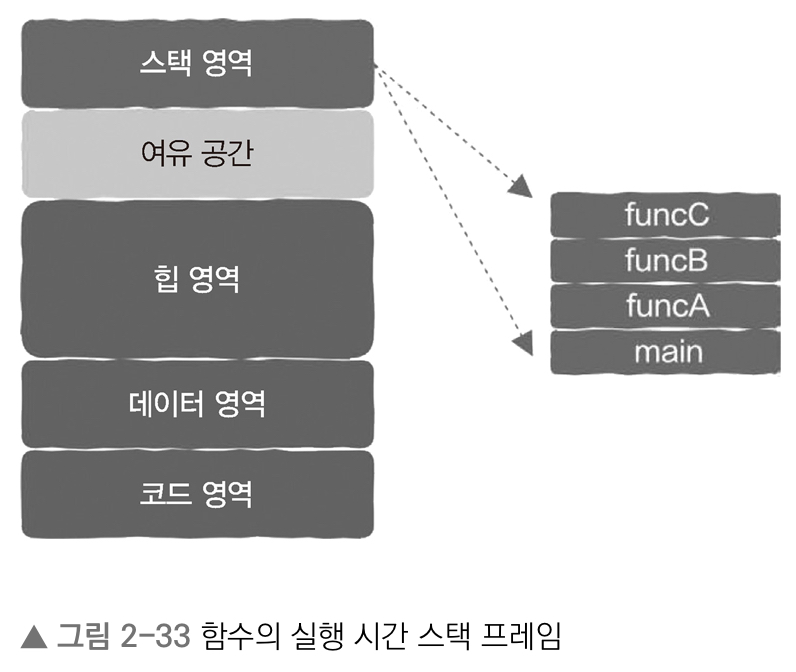 스택 영역
여유 공간
힙 영역
데이터 영역
코드 영역
funcC
funcB
funcA
main
▲ 그림 2-33 함수의 실행 시간 스택 프레임